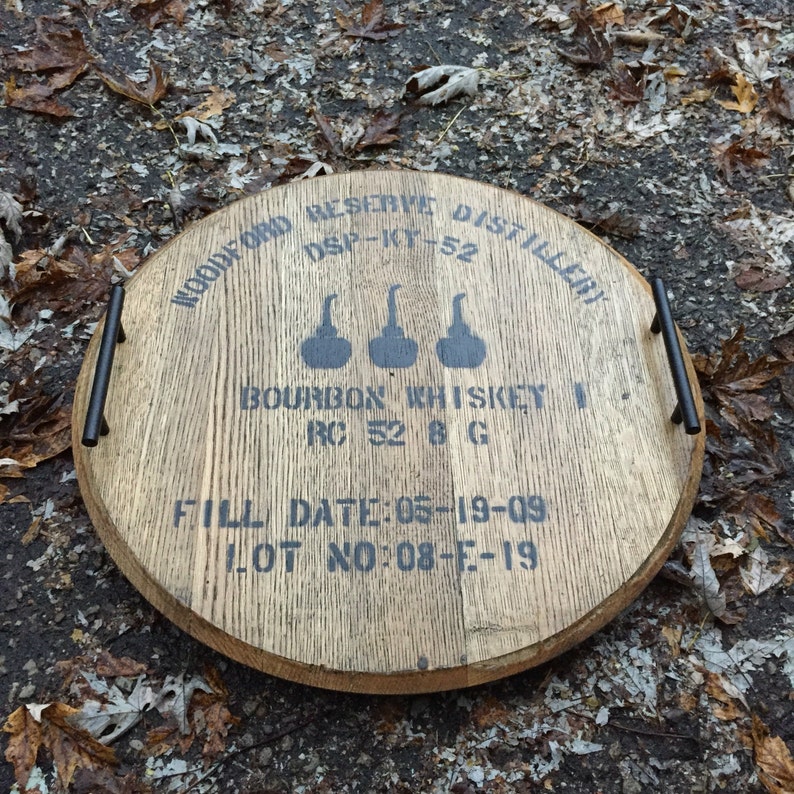 WOODFORD RESERVE DISTILLERY
DSP-KY-52
BOURBON WHISKEY 1
RC 52 8 G
FILL DATE:05-19-09
LOT NO:08-E-19